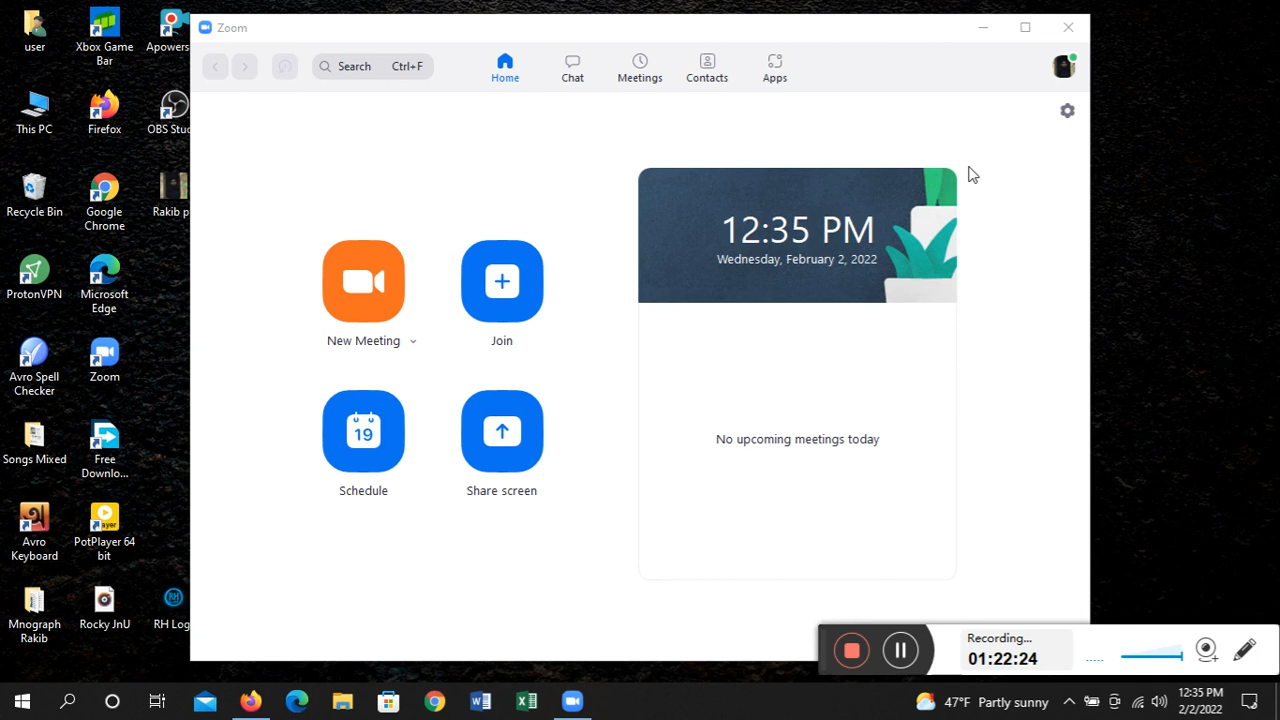 user
Xbox Game
Bar
Apowers
This PC
Firefox
OBS Stud
Recycle Bin
Google
Chrome
Rakib p
ProtonVPN
Microsoft
Edge
Avro Spell
Checker
Zoom
Songs Mixed
Free
Downlo...
Avro
Keyboard
PotPlayer 64
bit
Mnograph
Rakib
Rocky JnU
RH Log
Zoom
Search Ctrl+F
Home
Chat
Meetings
Contacts
Apps
New Meeting
Join
19
Schedule
Share screen
12:35 PM
Wednesday, February 2, 2022
No upcoming meetings today
Recording...
01:22:24
47°F Partly sunny
12:35 PM
2/2/2022